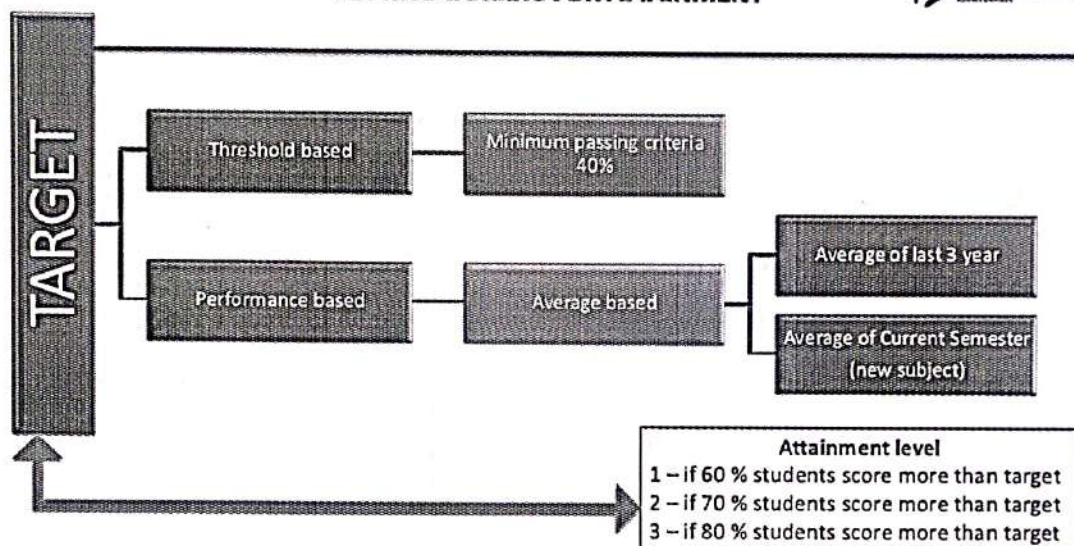 TARGET
Threshold based
Minimum passing criteria
40%
Performance based
Average based
Average of last 3 year
Average of Current Semester
(new subject)
Attainment level
1 – if 60 % students score more than target
2 – if 70 % students score more than target
3 – if 80 % students score more than target